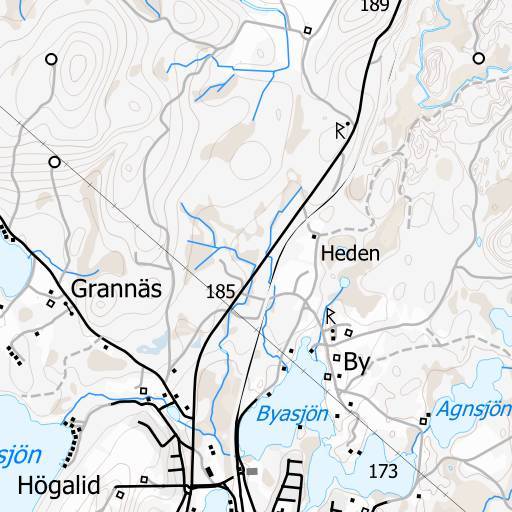 189
Heden
Grannäs
185
By
Byasjön
Agnsjön
sjön
173
Högalid